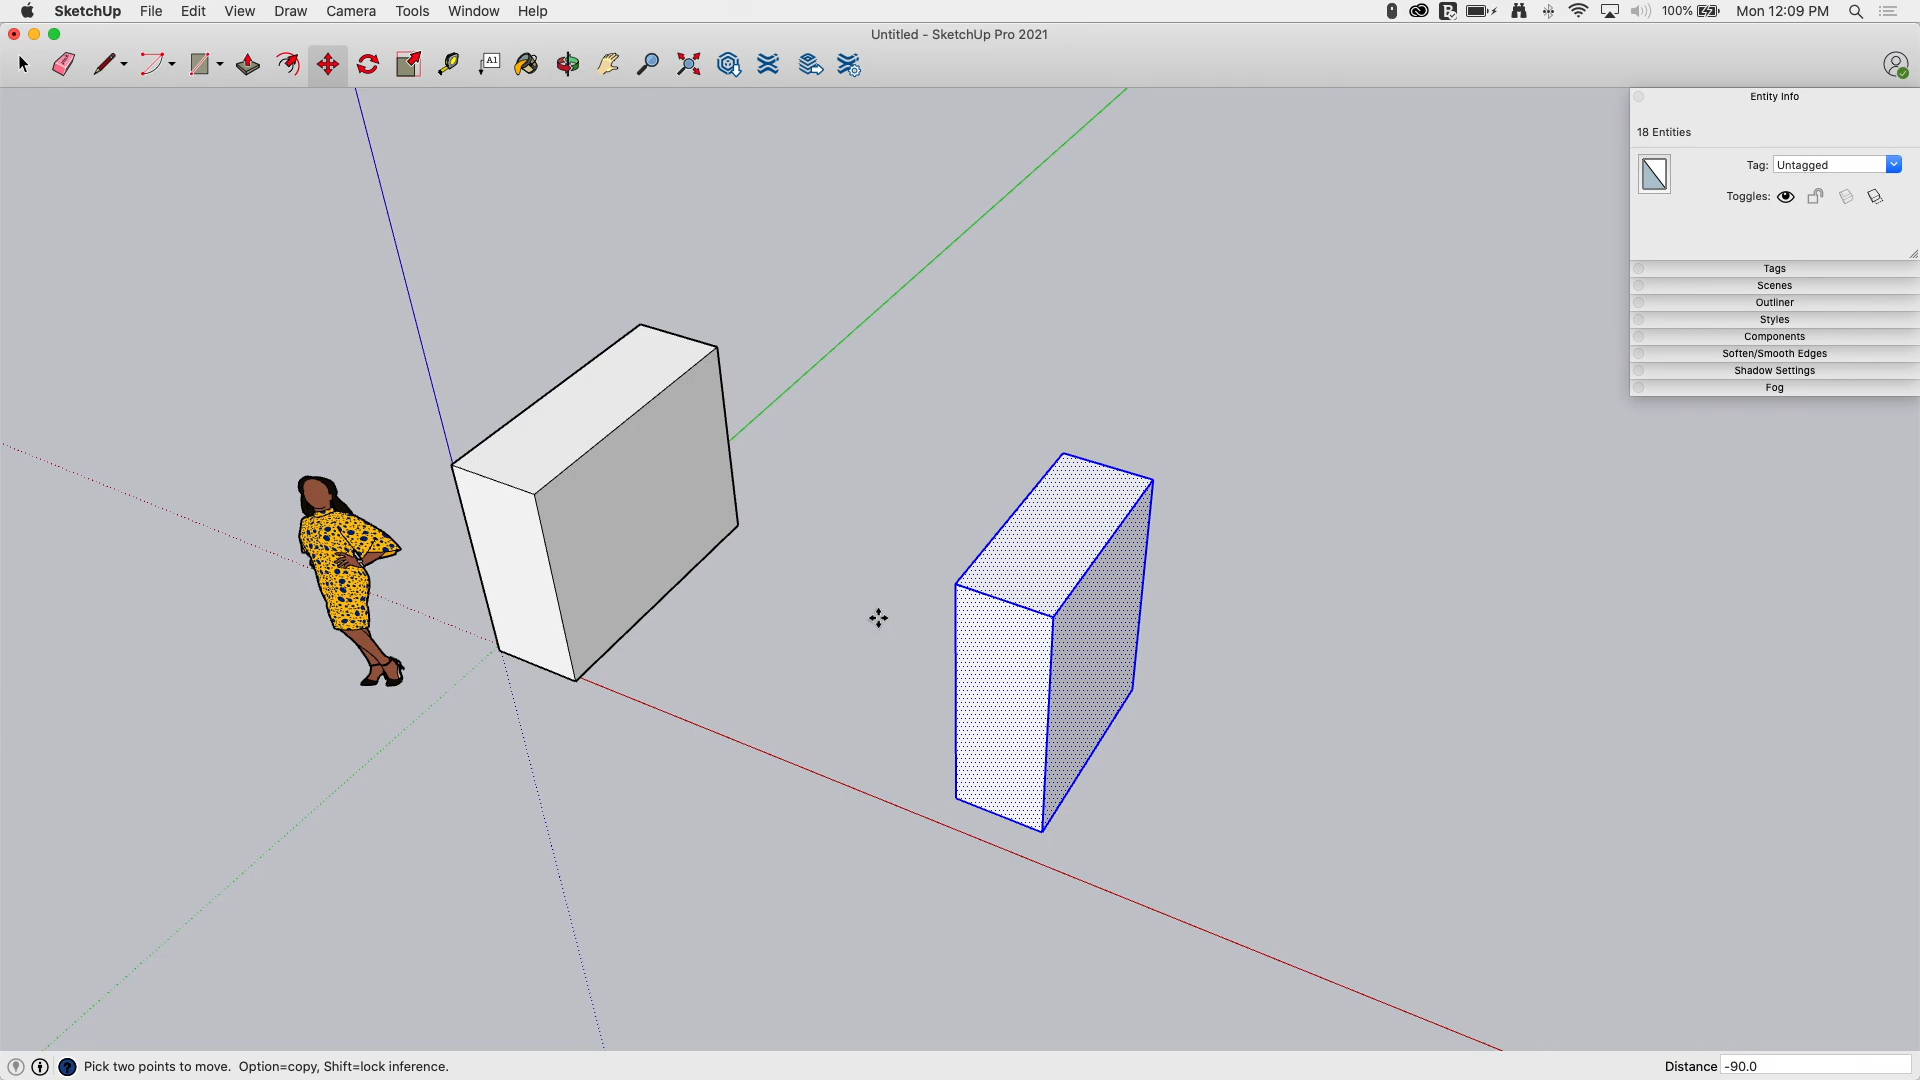 SketchUp File Edit View Draw Camera Tools Window Help 100% Mon 12:09 PM
Untitled - SketchUp Pro 2021
A1
Entity Info
18 Entities
Tag: Untagged
Toggles:
Tags
Scenes
Outliner
Styles
Components
Soften/Smooth Edges
Shadow Settings
Fog
Pick two points to move. Option=copy, Shift=lock inference. Distance -90.0